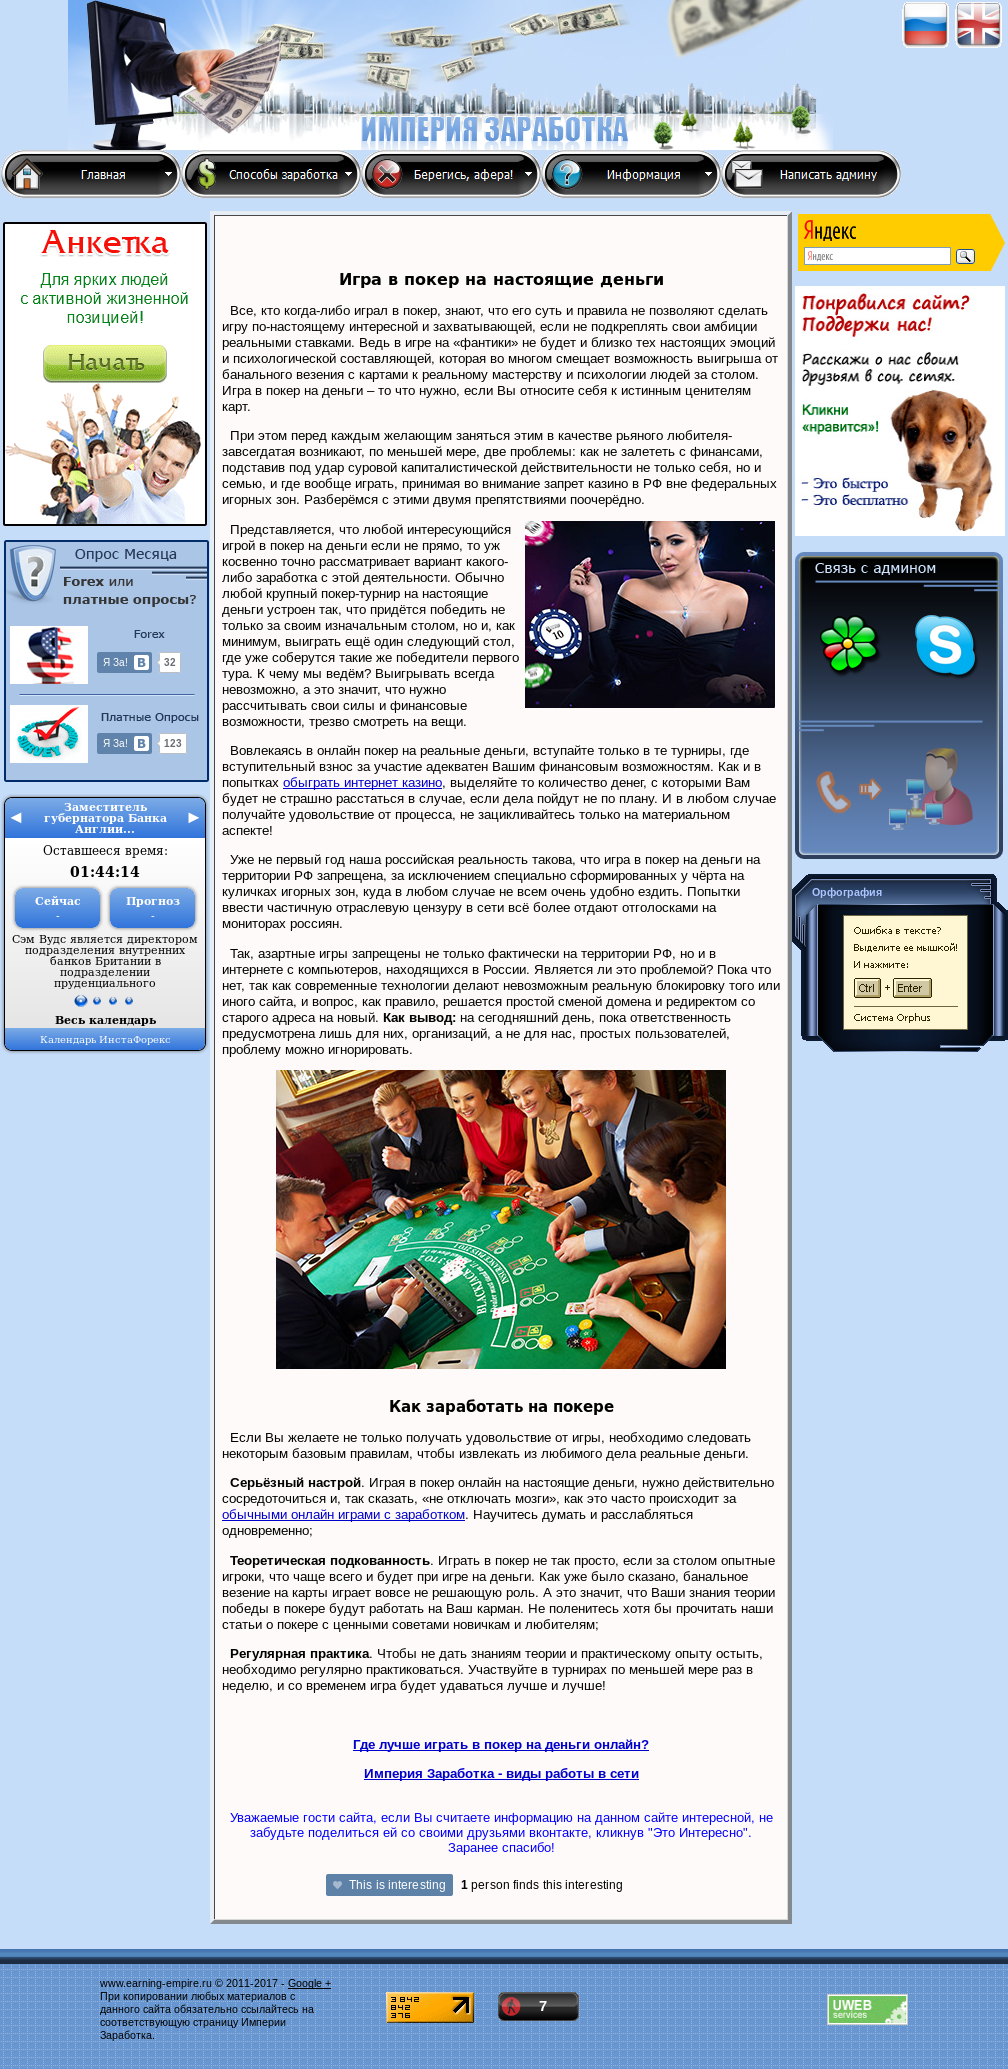 ИМПЕРИЯ ЗАРАБОТКА
Главная
Способы заработка
Берегись, афера!
Информация
Написать админу
Анкетка
Для ярких людей
с активной жизненной
позицией!
Начать
Опрос Месяца
Forex или
платные опросы?
Forex
Я За! B 32
Платные Опросы
SURVEY
Я За! B 123
Заместитель
губернатора Банка
Англии...
Оставшееся время:
01:44:14
Сейчас
-
Прогноз
-
Сэм Вудс является директором
подразделения внутренних
банков Британии в
подразделении
пруденциального
Весь календарь
Календарь ИнстаФорекс
Игра в покер на настоящие деньги
Все, кто когда-либо играл в покер, знают, что его суть и правила не позволяют сделать
игру по-настоящему интересной и захватывающей, если не подкреплять свои амбиции
реальными ставками. Ведь в игре на «фантики» не будет и близко тех настоящих эмоций
и психологической составляющей, которая во многом смещает возможность выигрыша от
банального везения с картами к реальному мастерству и психологии людей за столом.
Игра в покер на деньги – то что нужно, если Вы относите себя к истинным ценителям
карт.
При этом перед каждым желающим заняться этим в качестве рьяного любителя-
завсегдатая возникают, по меньшей мере, две проблемы: как не залететь с финансами,
подставив под удар суровой капиталистической действительности не только себя, но и
семью, и где вообще играть, принимая во внимание запрет казино в РФ вне федеральных
игорных зон. Разберёмся с этими двумя препятствиями поочерёдно.
Представляется, что любой интересующийся
игрой в покер на деньги если не прямо, то уж
косвенно точно рассматривает вариант какого-
либо заработка с этой деятельности. Обычно
любой крупный покер-турнир на настоящие
деньги устроен так, что придётся победить не
только за своим изначальным столом, но и, как
минимум, выиграть ещё один следующий стол,
где уже соберутся такие же победители первого
тура. К чему мы ведём? Выигрывать всегда
невозможно, а это значит, что нужно
рассчитывать свои силы и финансовые
возможности, трезво смотреть на вещи.
10
Вовлекаясь в онлайн покер на реальные деньги, вступайте только в те турниры, где
вступительный взнос за участие адекватен Вашим финансовым возможностям. Как и в
попытках обыграть интернет казино, выделяйте то количество денег, с которыми Вам
будет не страшно расстаться в случае, если дела пойдут не по плану. И в любом случае
получайте удовольствие от процесса, не зацикливайтесь только на материальном
аспекте!
Уже не первый год наша российская реальность такова, что игра в покер на деньги на
территории РФ запрещена, за исключением специально сформированных у чёрта на
куличках игорных зон, куда в любом случае не всем очень удобно ездить. Попытки
ввести частичную отраслевую цензуру в сети всё более отдают отголосками на
мониторах россиян.
Так, азартные игры запрещены не только фактически на территории РФ, но и в
интернете с компьютеров, находящихся в России. Является ли это проблемой? Пока что
нет, так как современные технологии делают невозможным реальную блокировку того или
иного сайта, и вопрос, как правило, решается простой сменой домена и редиректом со
старого адреса на новый. Как вывод: на сегодняшний день, пока ответственность
предусмотрена лишь для них, организаций, а не для нас, простых пользователей,
проблему можно игнорировать.
BLACKJACK
Как заработать на покере
Если Вы желаете не только получать удовольствие от игры, необходимо следовать
некоторым базовым правилам, чтобы извлекать из любимого дела реальные деньги.
Серьёзный настрой. Играя в покер онлайн на настоящие деньги, нужно действительно
сосредоточиться и, так сказать, «не отключать мозги», как это часто происходит за
обычными онлайн играми с заработком. Научитесь думать и расслабляться
одновременно;
Теоретическая подкованность. Играть в покер не так просто, если за столом опытные
игроки, что чаще всего и будет при игре на деньги. Как уже было сказано, банальное
везение на карты играет вовсе не решающую роль. А это значит, что Ваши знания теории
победы в покере будут работать на Ваш карман. Не поленитесь хотя бы прочитать наши
статьи о покере с ценными советами новичкам и любителям;
Регулярная практика. Чтобы не дать знаниям теории и практическому опыту остыть,
необходимо регулярно практиковаться. Участвуйте в турнирах по меньшей мере раз в
неделю, и со временем игра будет удаваться лучше и лучше!
Где лучше играть в покер на деньги онлайн?
Империя Заработка - виды работы в сети
Уважаемые гости сайта, если Вы считаете информацию на данном сайте интересной, не
забудьте поделиться ей со своими друзьями вконтакте, кликнув "Это Интересно".
Заранее спасибо!
This is interesting 1 person finds this interesting
Яндекс
Яндекс
Понравился сайт?
Поддержи нас!
Расскажи о нас своим
друзьям в соц. сетях.
Кликни
«нравится»!
- Это быстро
- Это бесплатно
Связь с админом
Орфография
Ошибка в тексте?
Выделите ее мышкой!
И нажмите:
Ctrl + Enter
Система Orphus
www.earning-empire.ru © 2011-2017 - Google +
При копировании любых материалов с
данного сайта обязательно ссылайтесь на
соответствующую страницу Империи
Заработка.
3 842
842
376
7
UWEB
services